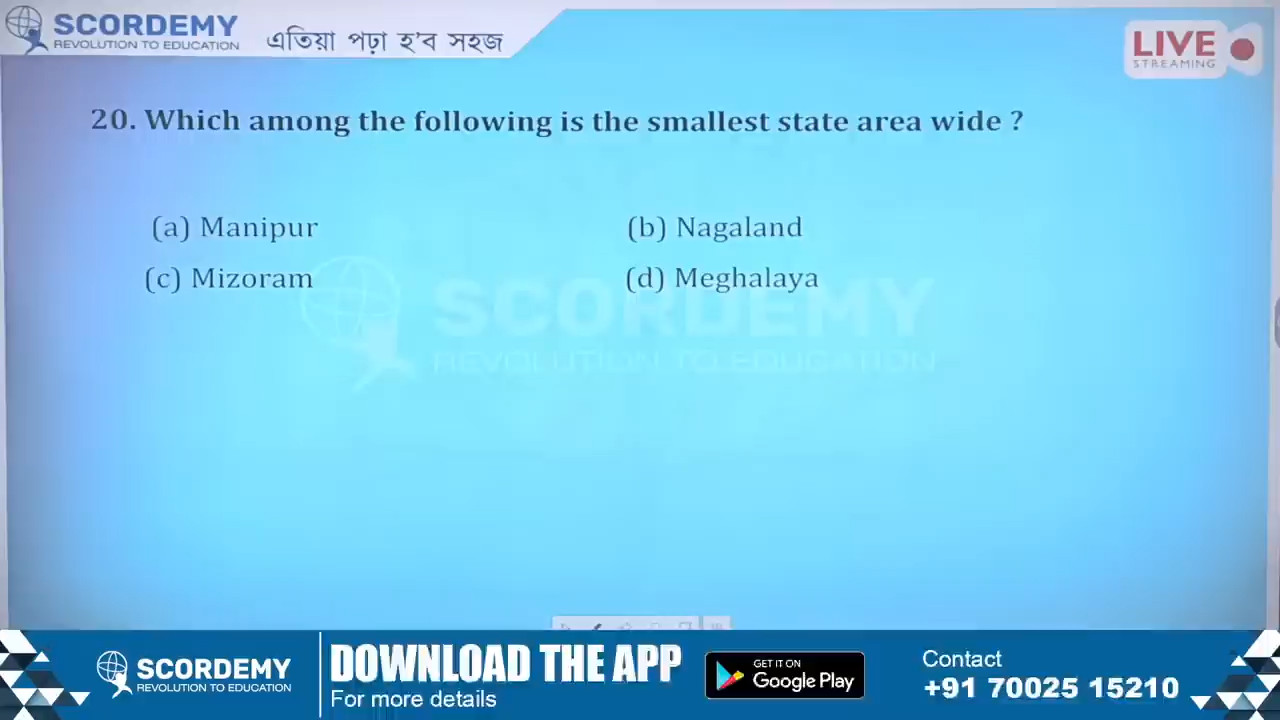 SCORDEMY
REVOLUTION TO EDUCATION
এতিয়া পঢ়া হ'ব সহজ
LIVE
STREAMING
20. Which among the following is the smallest state area wide ?
(a) Manipur
(b) Nagaland
(c) Mizoram
(d) Meghalaya
SCORDEMY
REVOLUTION TO EDUCATION
SCORDEMY
REVOLUTION TO EDUCATION
DOWNLOAD THE APP
For more details
GET IT ON
Google Play
Contact
+91 70025 15210